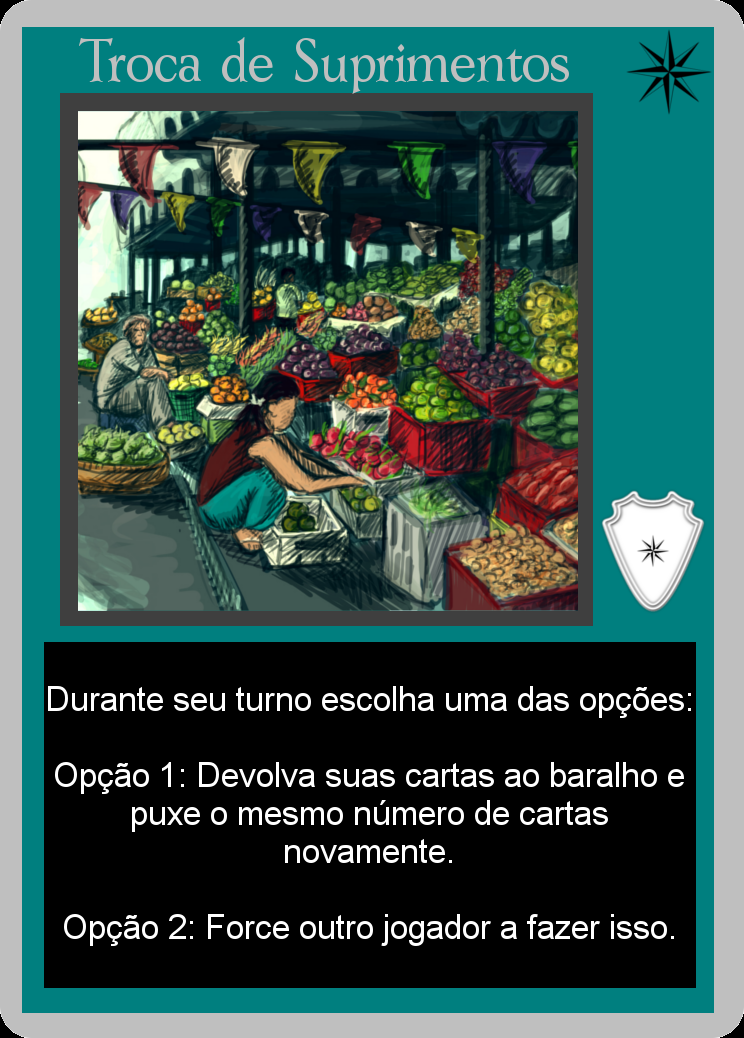 Troca de Suprimentos
Durante seu turno escolha uma das opções:
Opção 1: Devolva suas cartas ao baralho e
puxe o mesmo número de cartas
novamente.
Opção 2: Force outro jogador a fazer isso.